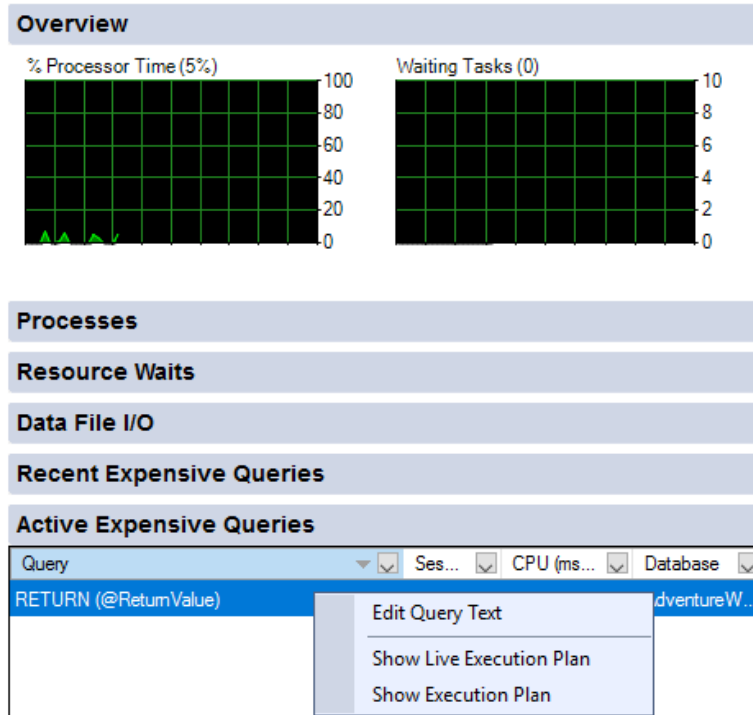 Overview
% Processor Time (5%)
100
80
60
40
20
0
Waiting Tasks (0)
10
8
6
4
2
0
Processes
Resource Waits
Data File I/O
Recent Expensive Queries
Active Expensive Queries
Query Ses... CPU (ms... Database
RETURN (@ReturnValue) dventureW...
Edit Query Text
Show Live Execution Plan
Show Execution Plan